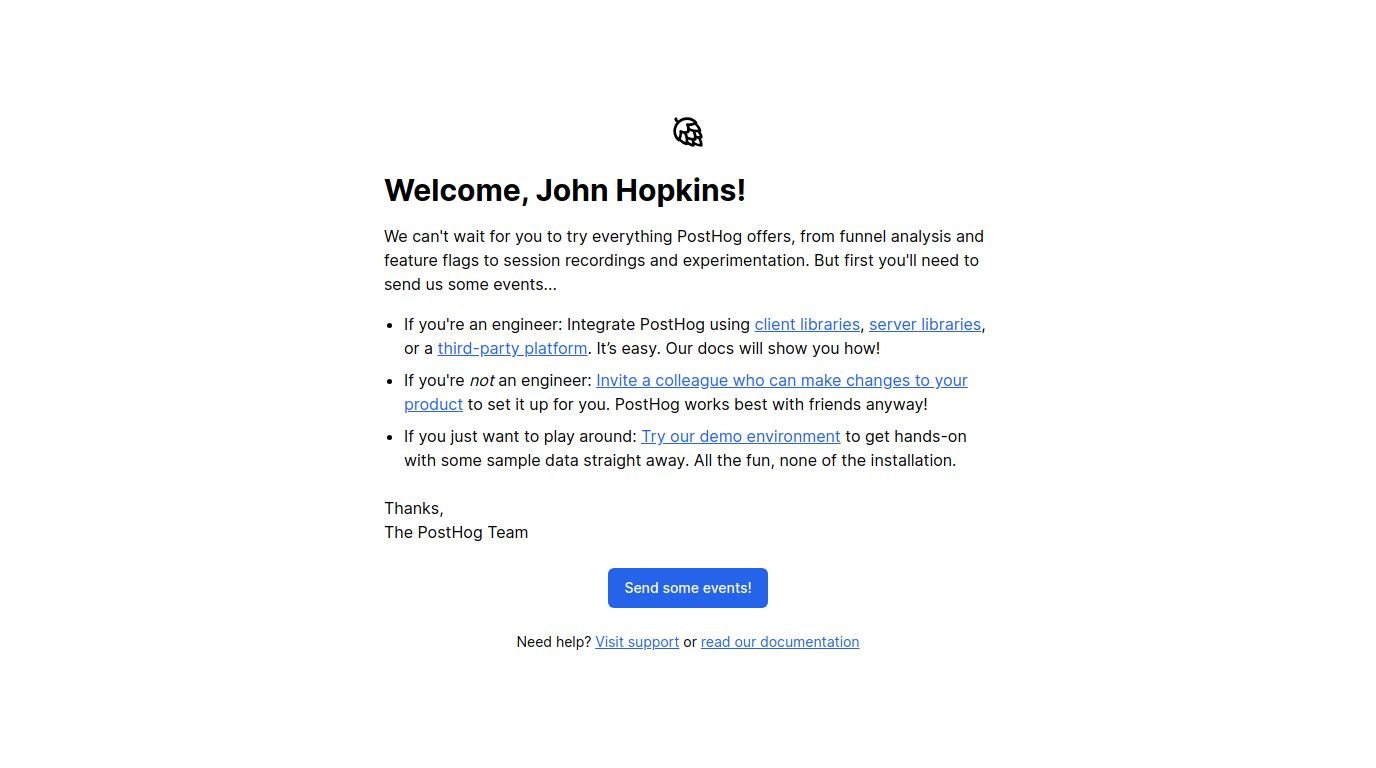 Welcome, John Hopkins!
We can't wait for you to try everything PostHog offers, from funnel analysis and
feature flags to session recordings and experimentation. But first you'll need to
send us some events...
• If you're an engineer: Integrate PostHog using client libraries, server libraries,
or a third-party platform. It’s easy. Our docs will show you how!
• If you're not an engineer: Invite a colleague who can make changes to your
product to set it up for you. PostHog works best with friends anyway!
• If you just want to play around: Try our demo environment to get hands-on
with some sample data straight away. All the fun, none of the installation.
Thanks,
The PostHog Team
Send some events!
Need help? Visit support or read our documentation